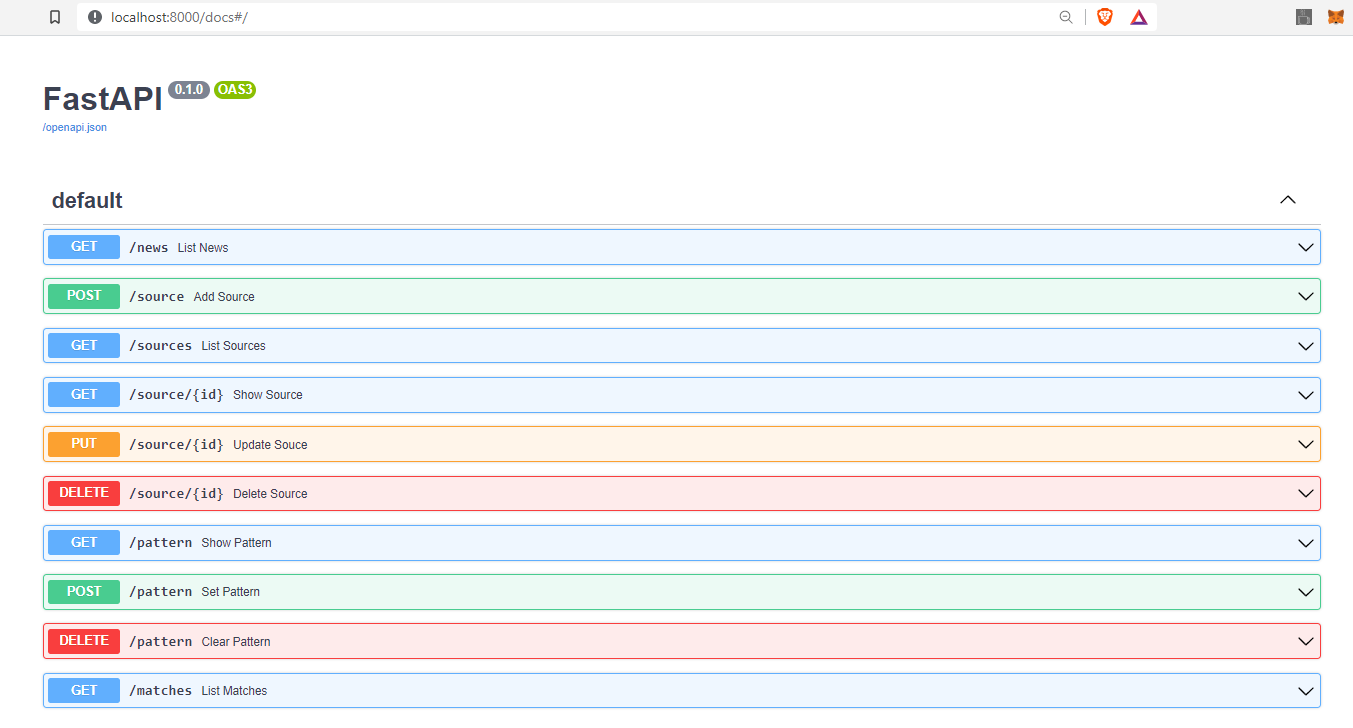 localhost:8000/docs#/
FastAPI 0.1.0 OAS3
/openapi.json
default
GET /news List News
POST /source Add Source
GET /sources List Sources
GET /source/{id} Show Source
PUT /source/{id} Update Souce
DELETE /source/{id} Delete Source
GET /pattern Show Pattern
POST /pattern Set Pattern
DELETE /pattern Clear Pattern
GET /matches List Matches